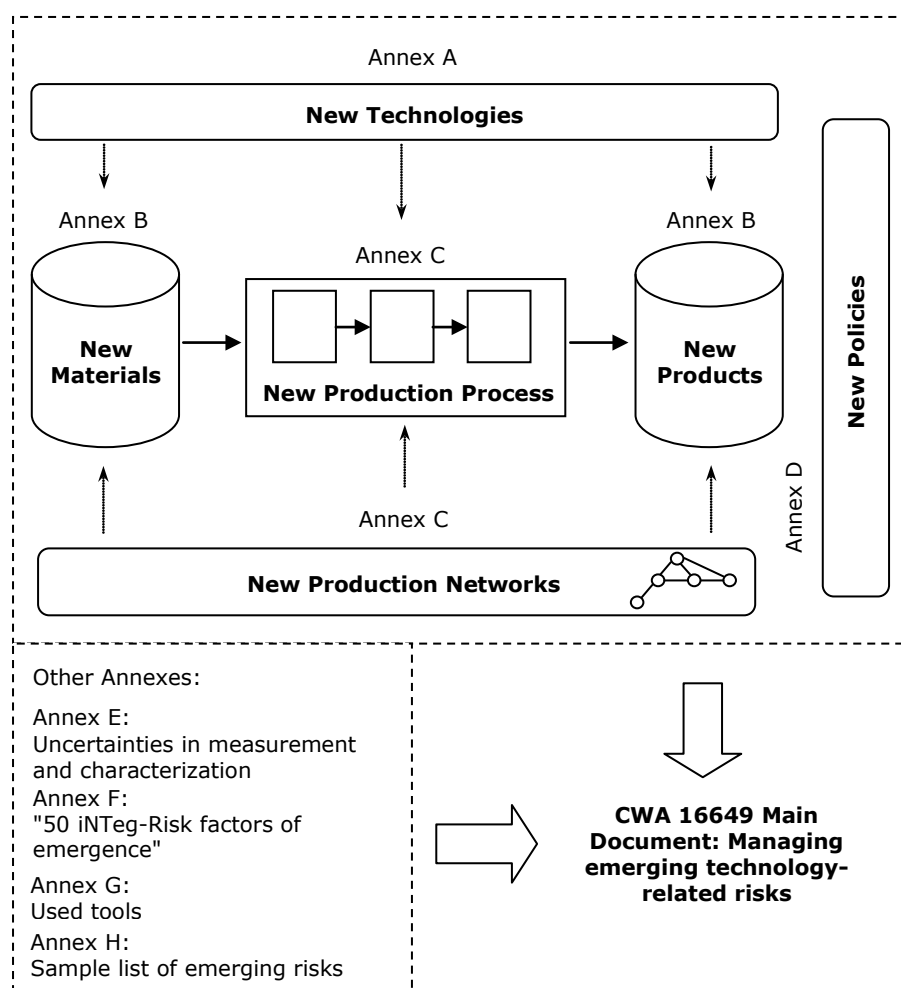 Annex A
New Technologies
Annex B
Annex C
Annex B
New
Materials
New Production Process
New
Products
Annex C
New Production Networks
Annex D
New Policies
Other Annexes:
Annex E:
Uncertainties in measurement
and characterization
Annex F:
"50 iNTeg-Risk factors of
emergence"
Annex G:
Used tools
Annex H:
Sample list of emerging risks
CWA 16649 Main
Document: Managing
emerging technology-
related risks